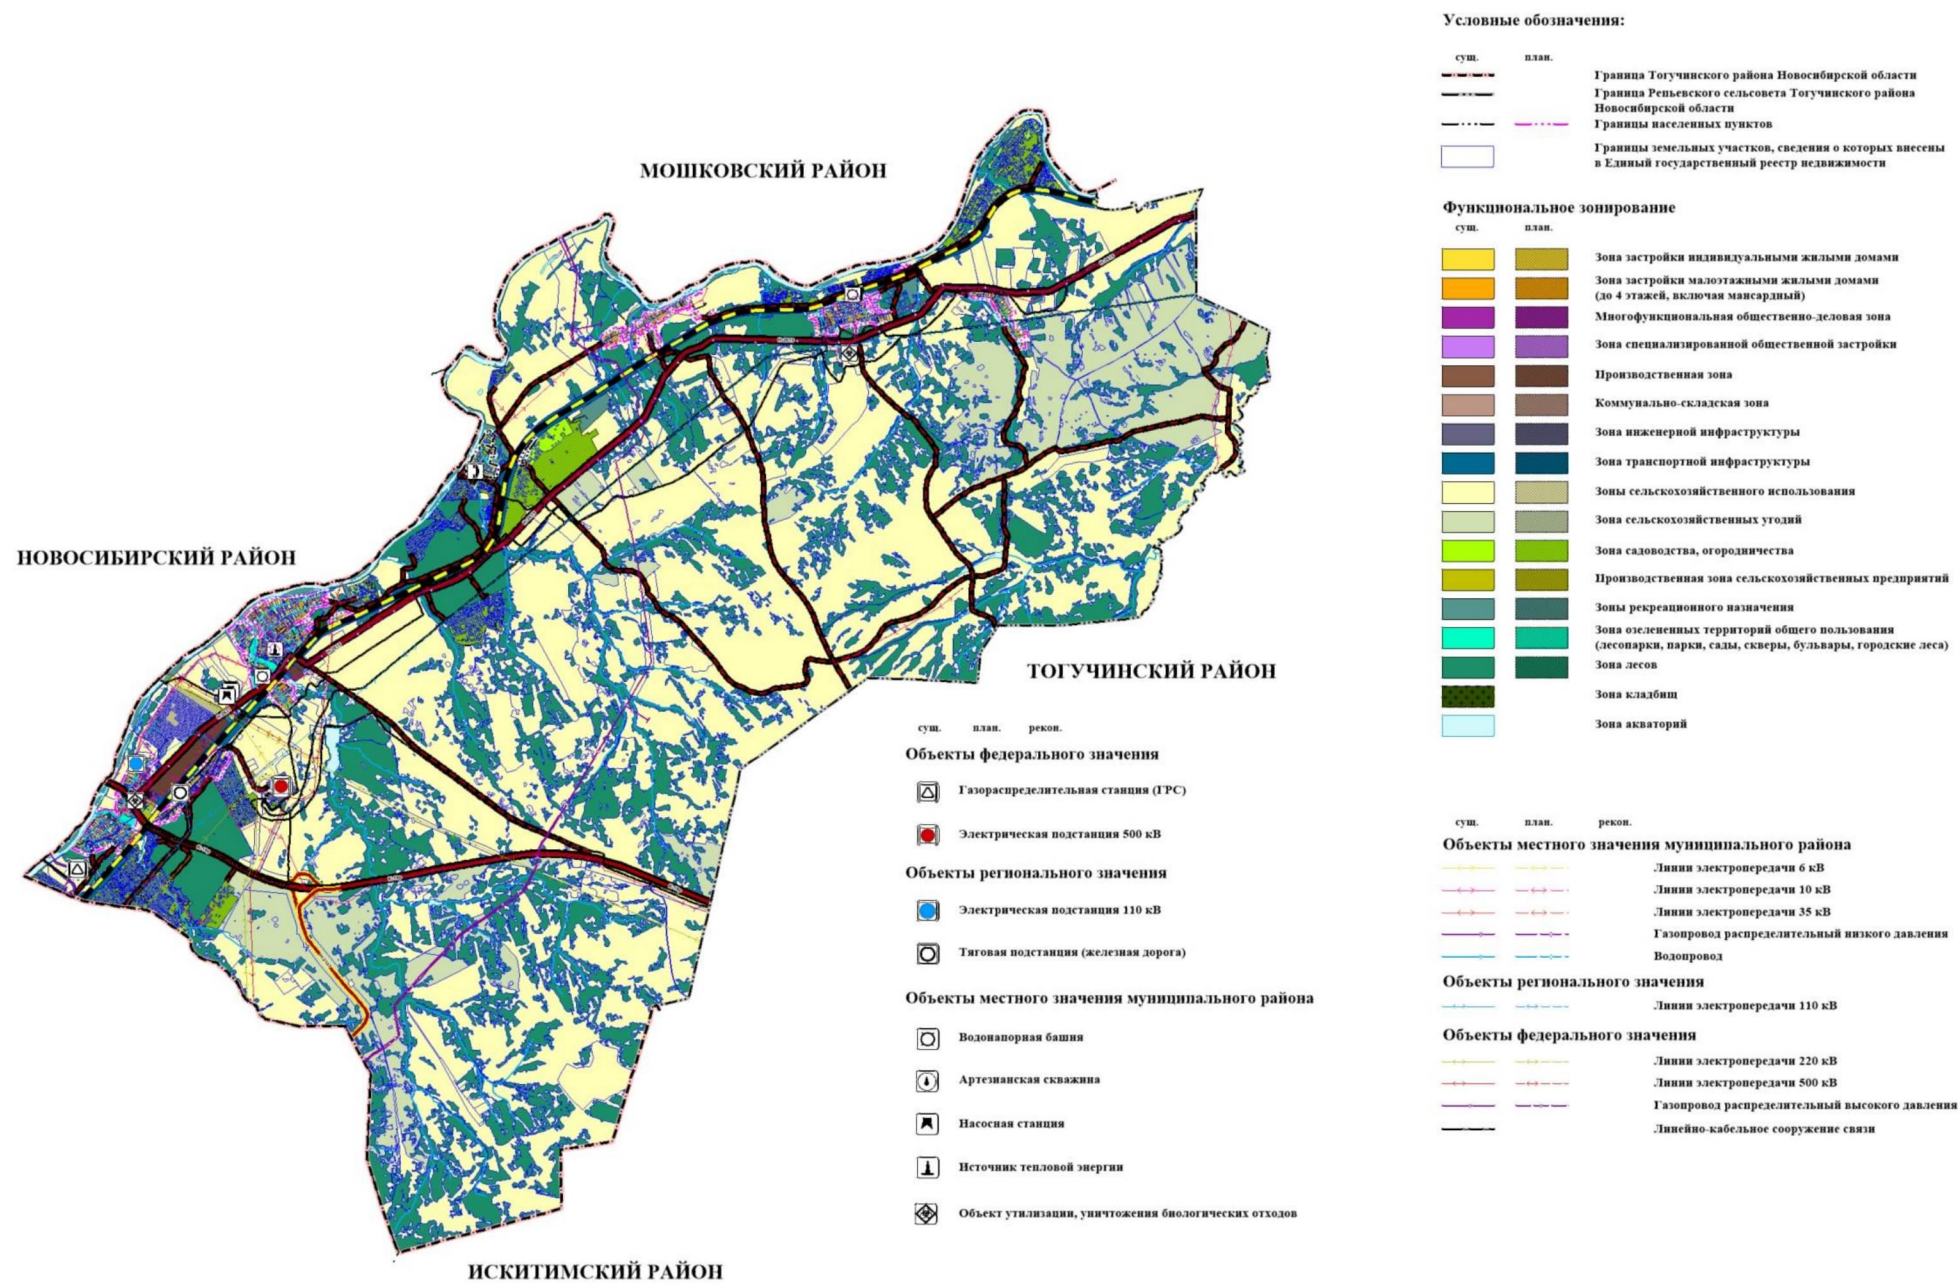 МОШКОВСКИЙ РАЙОН
НОВОСИБИРСКИЙ РАЙОН
ТОГУЧИНСКИЙ РАЙОН
ИСКИТИМСКИЙ РАЙОН
сущ. план. рекон.
Объекты федерального значения
Газораспределительная станция (ГРС)
Электрическая подстанция 500 кВ
Объекты регионального значения
Электрическая подстанция 110 кВ
Тяговая подстанция (железная дорога)
Объекты местного значения муниципального района
Водонапорная башня
Артезианская скважина
Насосная станция
Источник тепловой энергии
Объект утилизации, уничтожения биологических отходов
Условные обозначения:
сущ. план.
Граница Тогучинского района Новосибирской области
Граница Репьевского сельсовета Тогучинского района
Новосибирской области
Границы населенных пунктов
Границы земельных участков, сведения о которых внесены
в Единый государственный реестр недвижимости
Функциональное зонирование
сущ. план.
Зона застройки индивидуальными жилыми домами
Зона застройки малоэтажными жилыми домами
(до 4 этажей, включая мансардный)
Многофункциональная общественно-деловая зона
Зона специализированной общественной застройки
Производственная зона
Коммунально-складская зона
Зона инженерной инфраструктуры
Зона транспортной инфраструктуры
Зоны сельскохозяйственного использования
Зона сельскохозяйственных угодий
Зона садоводства, огородничества
Производственная зона сельскохозяйственных предприятий
Зоны рекреационного назначения
Зона озелененных территорий общего пользования
(лесопарки, парки, сады, скверы, бульвары, городские леса)
Зона лесов
Зона кладбищ
Зона акваторий
сущ. план. рекон.
Объекты местного значения муниципального района
Линии электропередачи 6 кВ
Линии электропередачи 10 кВ
Линии электропередачи 35 кВ
Газопровод распределительный низкого давления
Водопровод
Объекты регионального значения
Линии электропередачи 110 кВ
Объекты федерального значения
Линии электропередачи 220 кВ
Линии электропередачи 500 кВ
Газопровод распределительный высокого давления
Линейно-кабельное сооружение связи